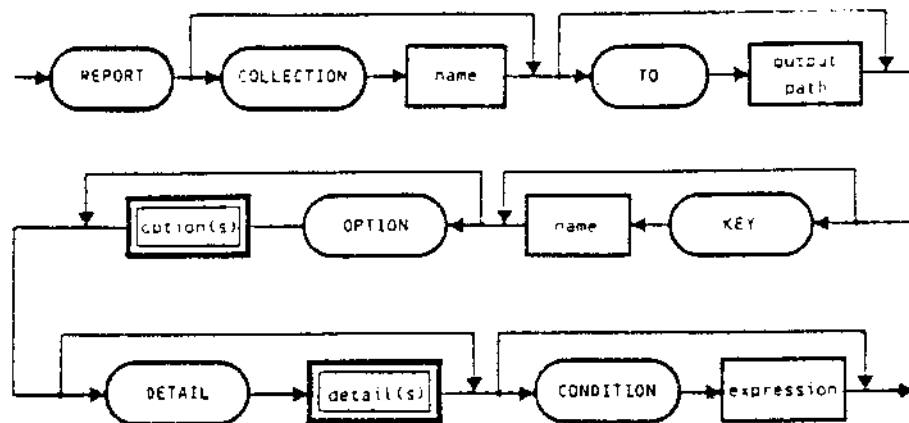 REPORT
COLLECTION
name
TO
output
path
option(s)
OPTION
name
KEY
DETAIL
detail(s)
CONDITION
expression